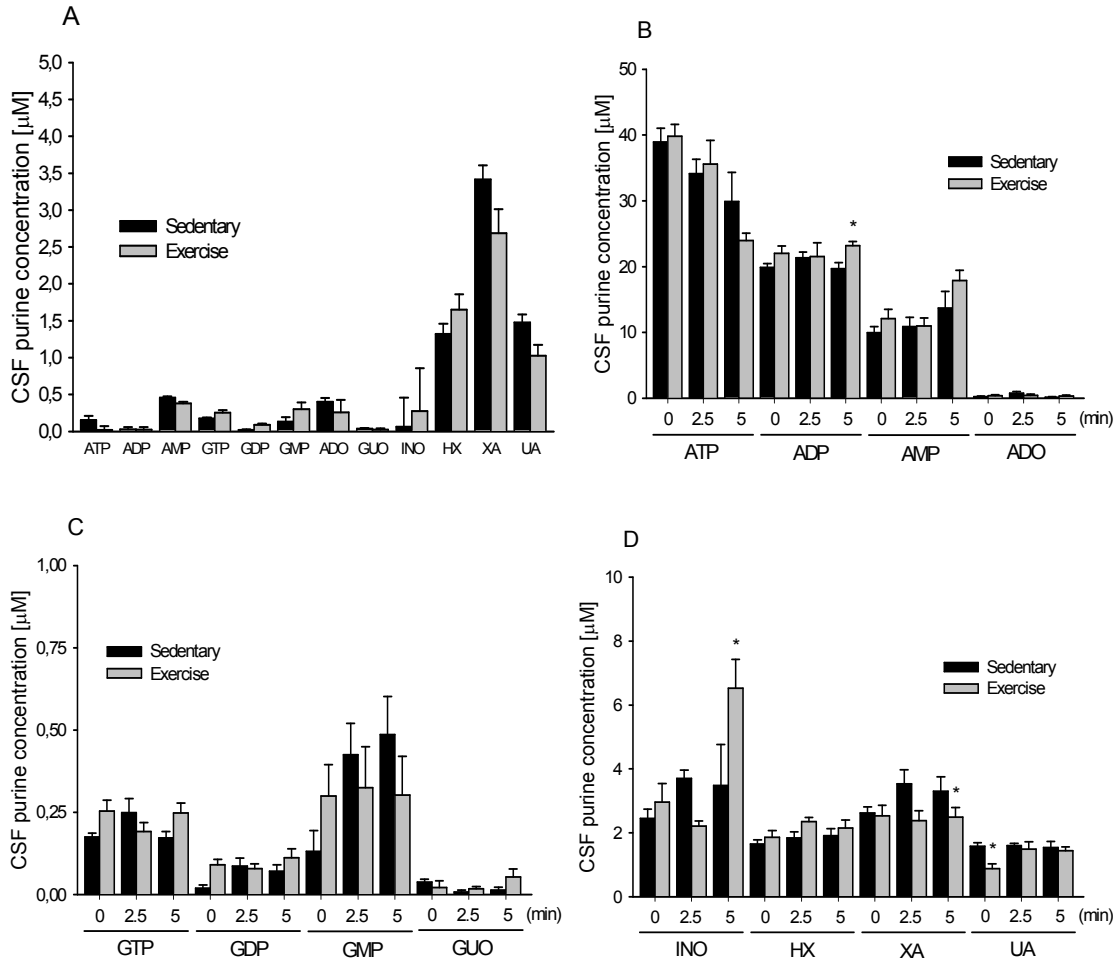 A
CSF purine concentration [μM]
5,0
4,5
4,0
3,5
3,0
2,5
2,0
1,5
1,0
0,5
0,0
Sedentary
Exercise
ATP ADP AMP GTP GDP GMP ADO GUO INO HX XA UA
B
CSF purine concentration [μM]
50
40
30
20
10
0
Sedentary
Exercise
*
0 2.5 5 0 2.5 5 0 2.5 5 0 2.5 5 (min)
ATP ADP AMP ADO
C
CSF purine concentration [μM]
1,00
0,75
0,50
0,25
0,00
Sedentary
Exercise
0 2.5 5 0 2.5 5 0 2.5 5 0 2.5 5 (min)
GTP GDP GMP GUO
D
CSF purine concentration [μM]
10
8
6
4
2
0
*
Sedentary
Exercise
*
*
0 2.5 5 0 2.5 5 0 2.5 5 0 2.5 5 (min)
INO HX XA UA